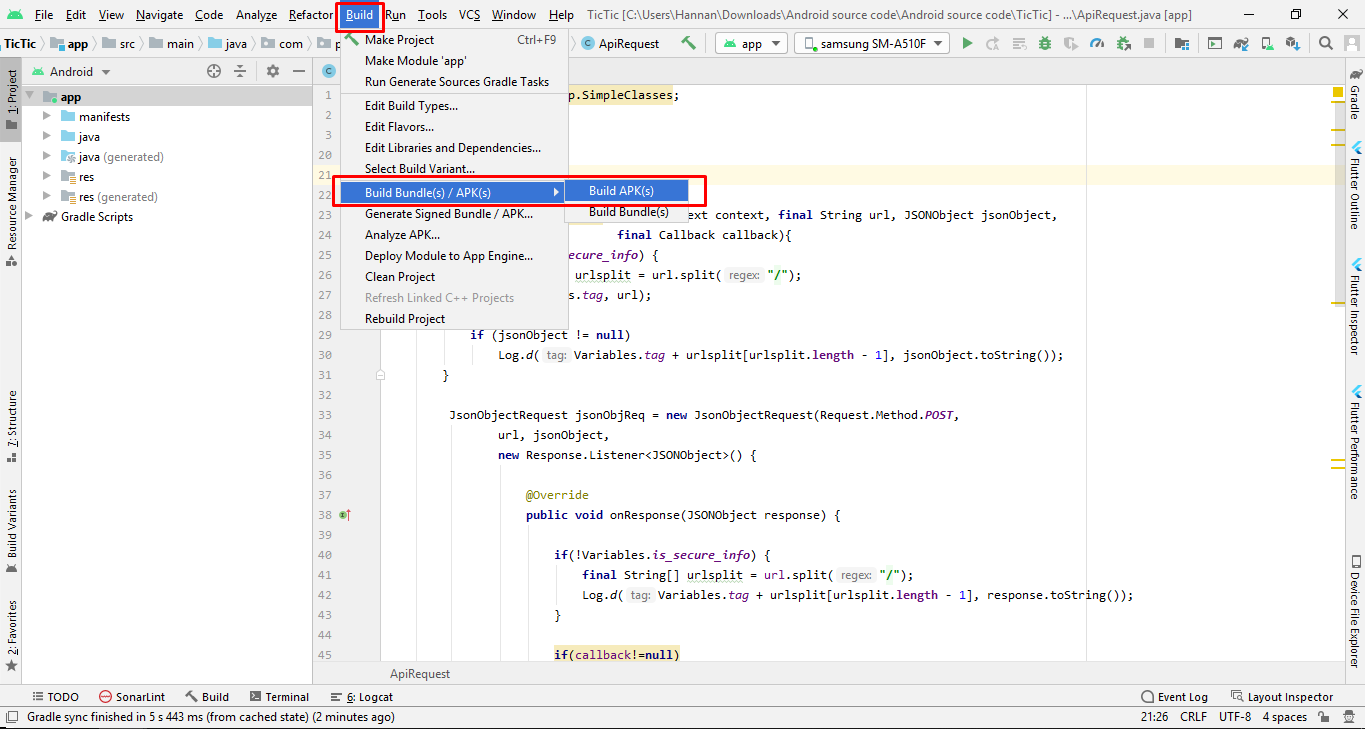 File Edit View Navigate Code Analyze Refactor Build Run Tools VCS Window Help TicTic [C:\Users\Hannan\Downloads\Android source code\Android source code\TicTic] - ...\ApiRequest.java [app]
TicTic app src main java com ApiRequest app samsung SM-A510F
Android
1: Project
Resource Manager
7: Structure
Build Variants
2: Favorites
app
manifests
java
java (generated)
res
res (generated)
Gradle Scripts
Make Project Ctrl+F9
Make Module 'app'
Run Generate Sources Gradle Tasks
Edit Build Types...
Edit Flavors...
Edit Libraries and Dependencies...
Select Build Variant...
Build Bundle(s) / APK(s)
Generate Signed Bundle / APK...
Analyze APK...
Deploy Module to App Engine...
Clean Project
Refresh Linked C++ Projects
Rebuild Project
Build APK(s)
Build Bundle(s)
1 p.SimpleClasses;
2
3
20
21
22
23 ext context, final String url, JSONObject jsonObject,
24 final Callback callback){
25 secure_info) {
26 urlsplit = url.split( regex: "/");
27 s.tag, url);
28
29 if (jsonObject != null)
30 Log.d( tag: Variables.tag + urlsplit[urlsplit.length - 1], jsonObject.toString());
31 }
32
33 JsonObjectRequest jsonObjReq = new JsonObjectRequest(Request.Method.POST,
34 url, jsonObject,
35 new Response.Listener<JSONObject>() {
36
37 @Override
38 public void onResponse(JSONObject response) {
39
40 if(!Variables.is_secure_info) {
41 final String[] urlsplit = url.split( regex: "/");
42 Log.d( tag: Variables.tag + urlsplit[urlsplit.length - 1], response.toString());
43 }
44
45 if(callback!=null)
ApiRequest
Gradle
Flutter Outline
Flutter Inspector
Flutter Performance
Device File Explorer
TODO SonarLint Build Terminal 6: Logcat Event Log Layout Inspector
Gradle sync finished in 5 s 443 ms (from cached state) (2 minutes ago) 21:26 CRLF UTF-8 4 spaces